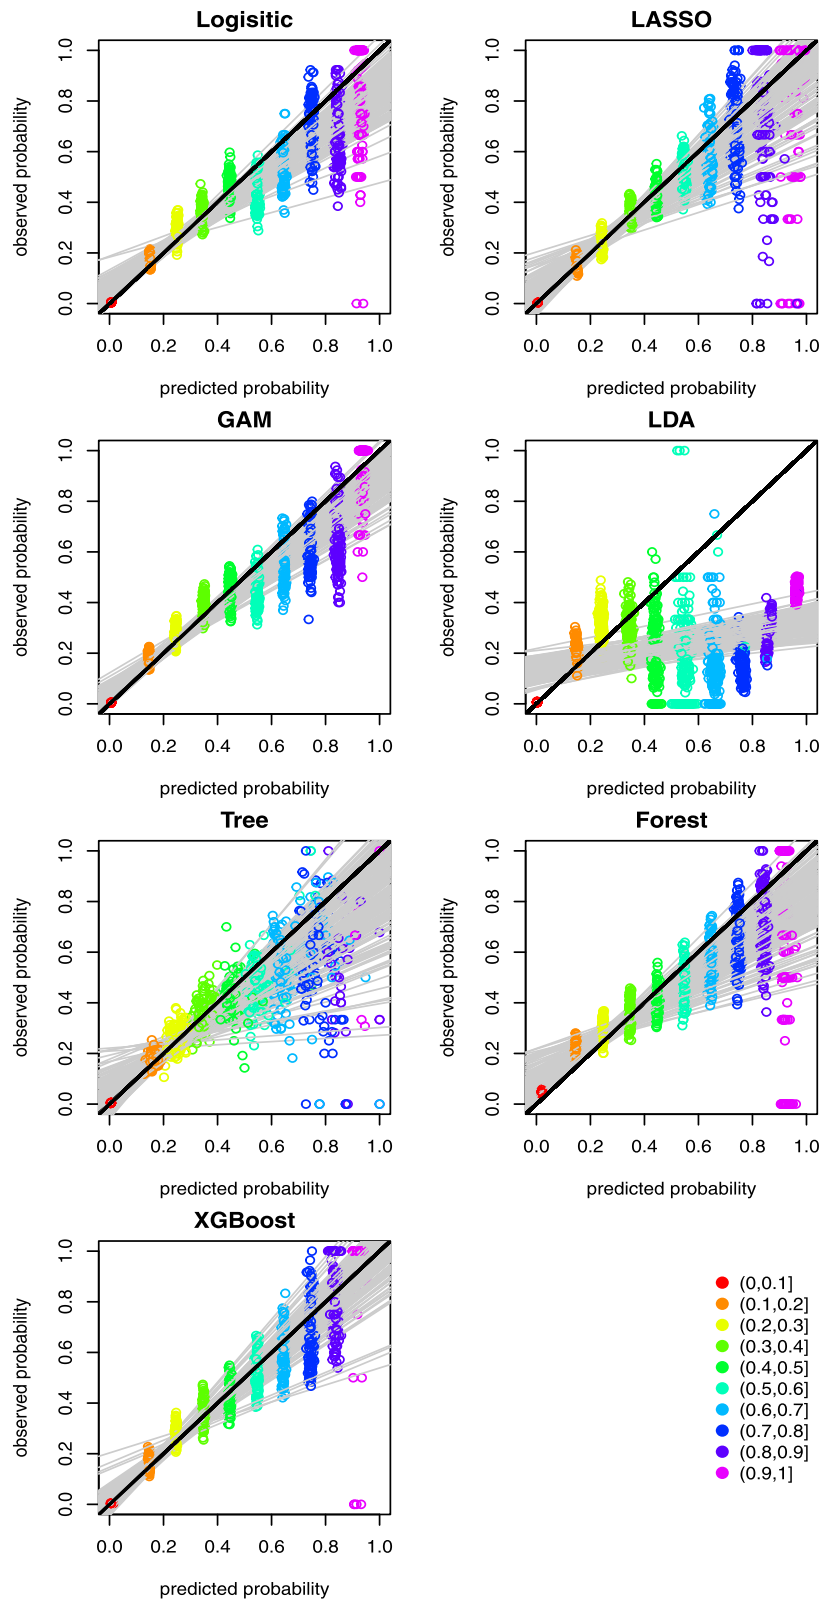 Logisitic
observed probability
0.0 0.2 0.4 0.6 0.8 1.0
0.0 0.2 0.4 0.6 0.8 1.0
predicted probability
LASSO
observed probability
0.0 0.2 0.4 0.6 0.8 1.0
0.0 0.2 0.4 0.6 0.8 1.0
predicted probability
GAM
observed probability
0.0 0.2 0.4 0.6 0.8 1.0
0.0 0.2 0.4 0.6 0.8 1.0
predicted probability
LDA
observed probability
0.0 0.2 0.4 0.6 0.8 1.0
0.0 0.2 0.4 0.6 0.8 1.0
predicted probability
Tree
observed probability
0.0 0.2 0.4 0.6 0.8 1.0
0.0 0.2 0.4 0.6 0.8 1.0
predicted probability
Forest
observed probability
0.0 0.2 0.4 0.6 0.8 1.0
0.0 0.2 0.4 0.6 0.8 1.0
predicted probability
XGBoost
observed probability
0.0 0.2 0.4 0.6 0.8 1.0
0.0 0.2 0.4 0.6 0.8 1.0
predicted probability
(0,0.1]
(0.1,0.2]
(0.2,0.3]
(0.3,0.4]
(0.4,0.5]
(0.5,0.6]
(0.6,0.7]
(0.7,0.8]
(0.8,0.9]
(0.9,1]